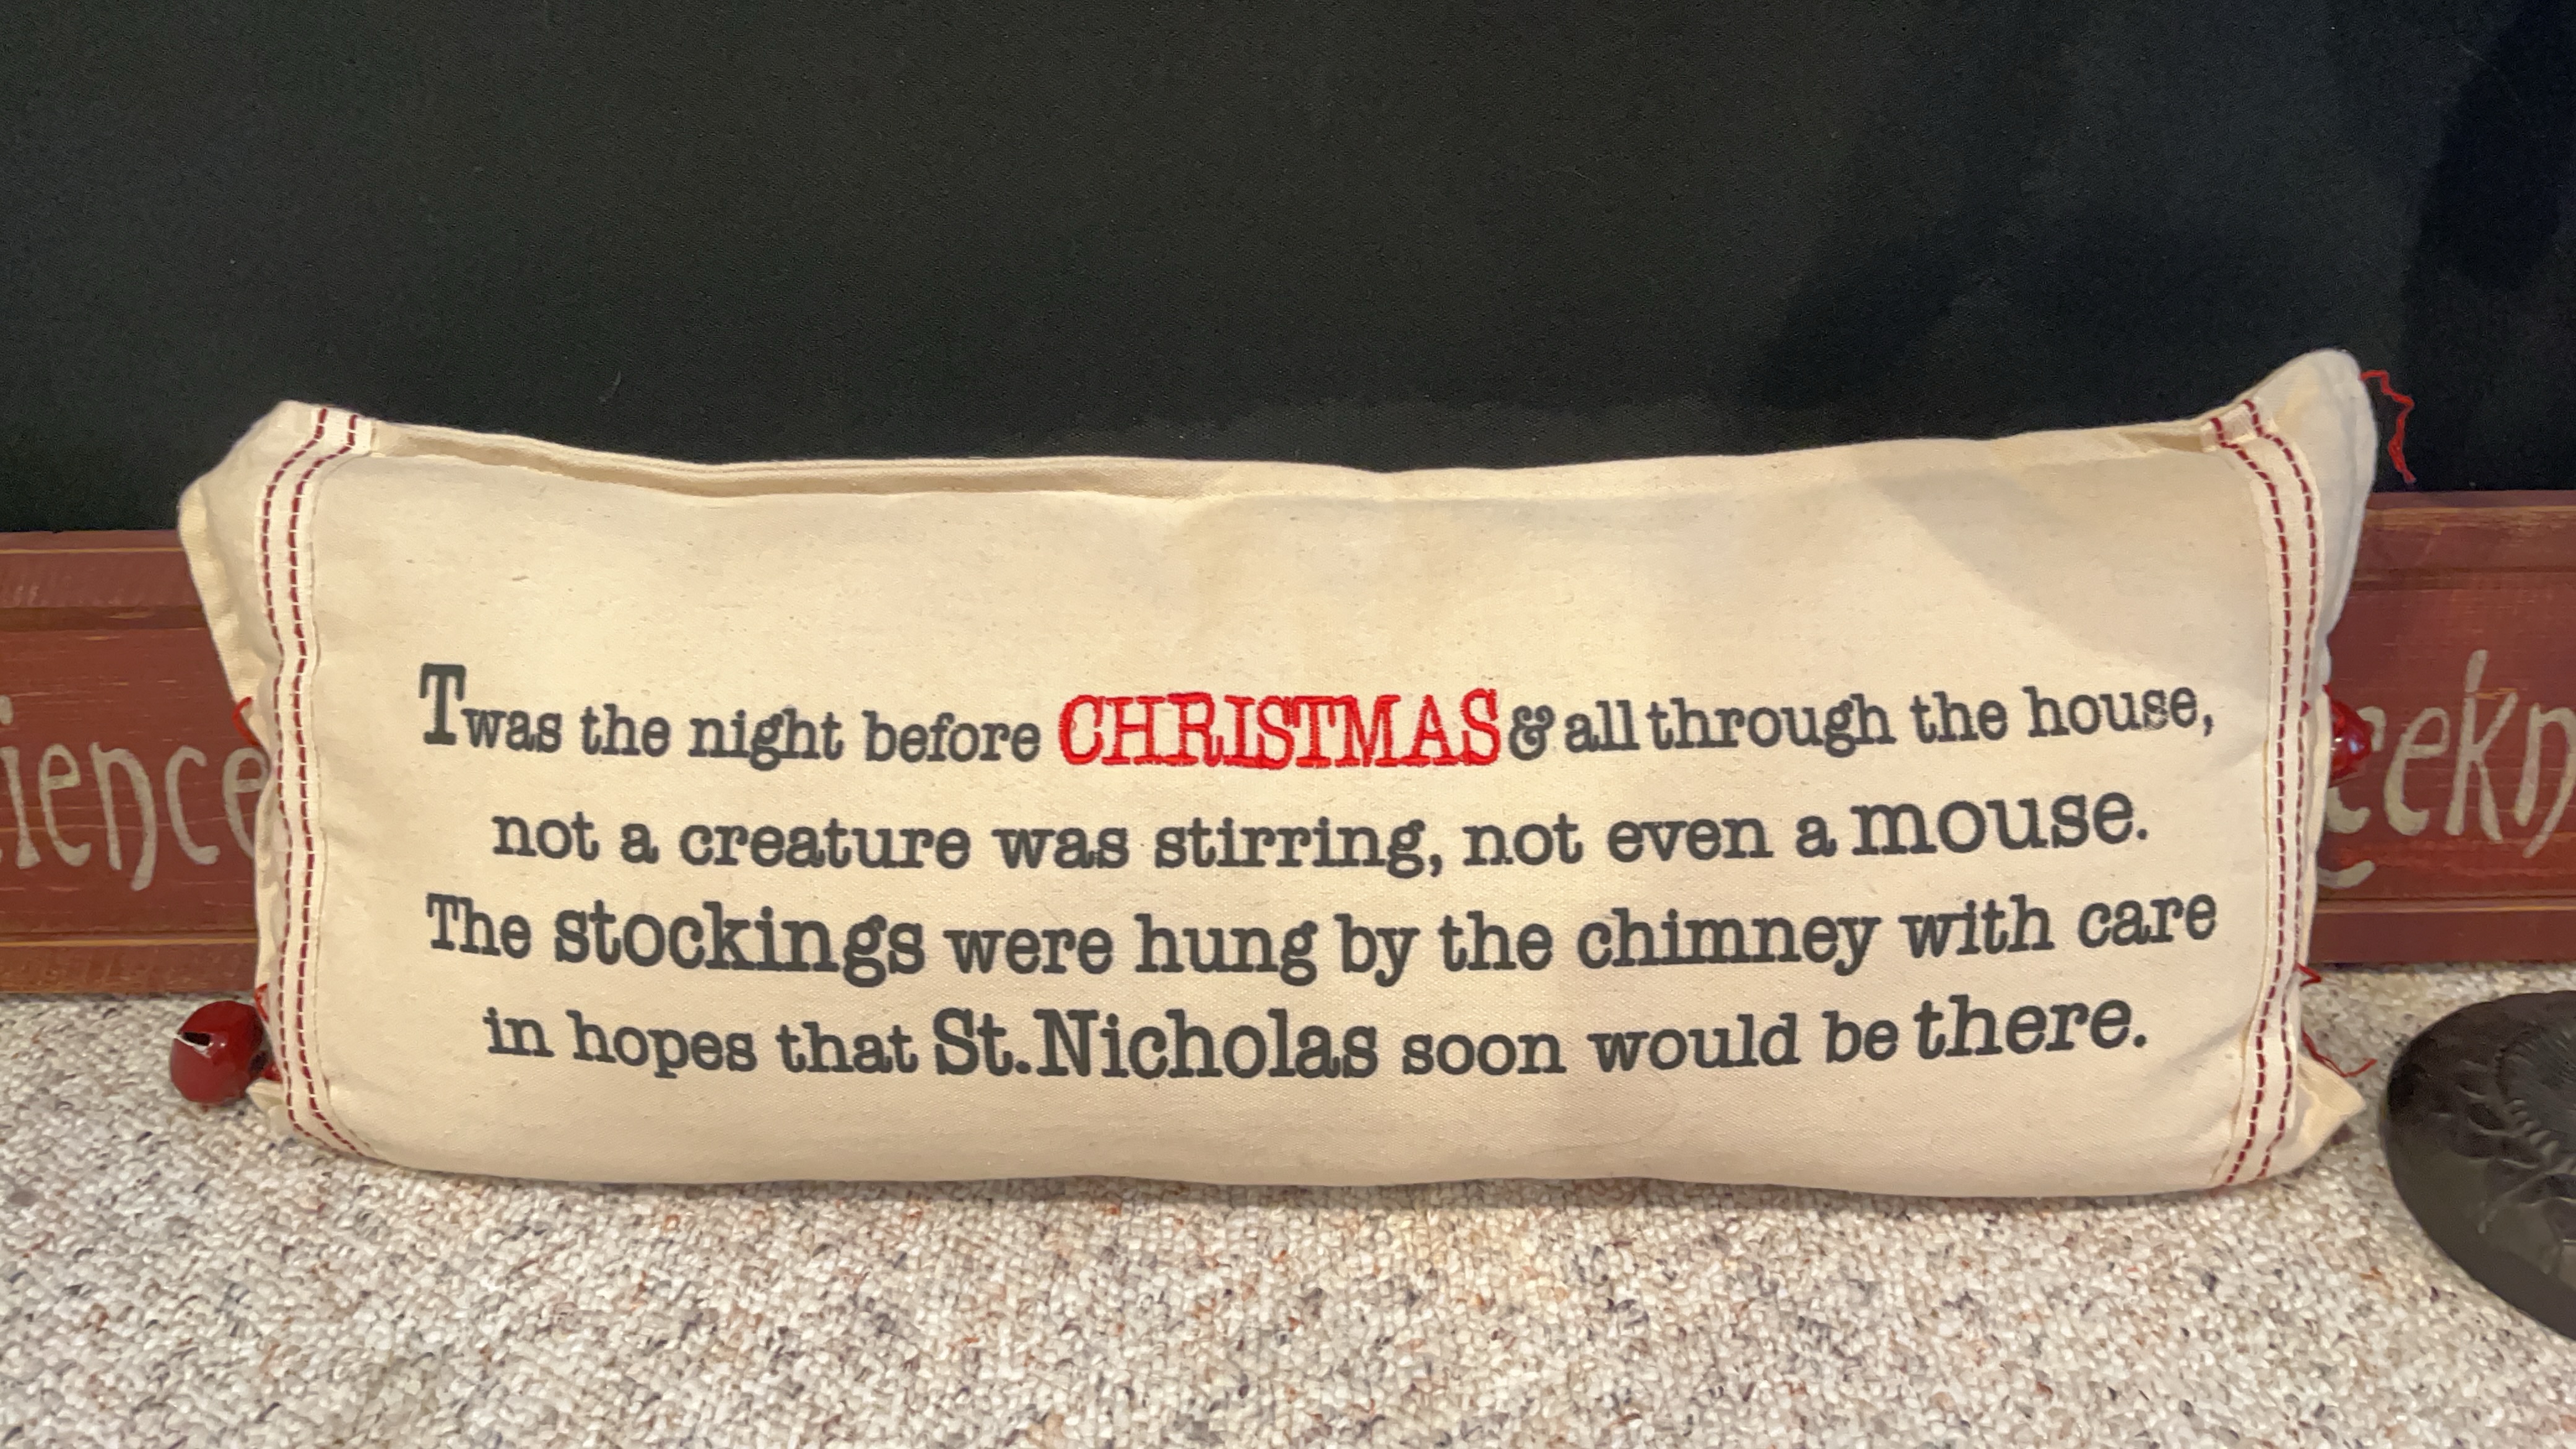 Twas the night before CHRISTMAS & all through the house,
not a creature was stirring, not even a mouse.
The stockings were hung by the chimney with care
in hopes that St. Nicholas soon would be there.